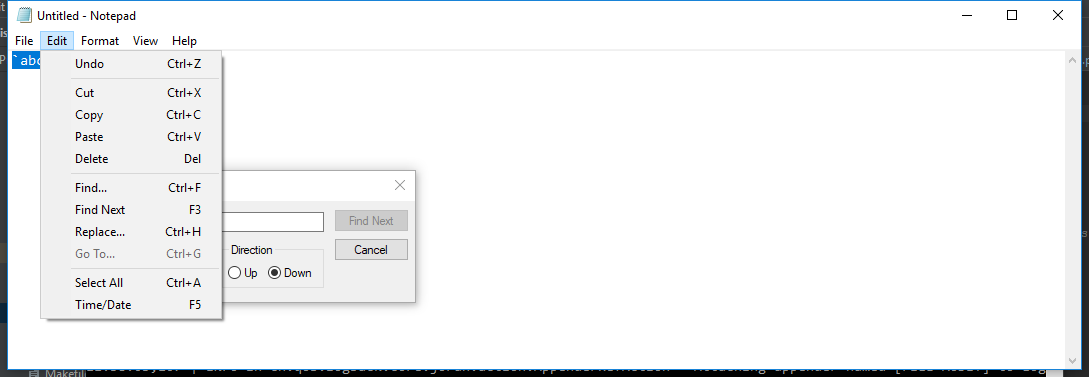 Untitled - Notepad
File Edit Format View Help
`abc
Undo Ctrl+Z
Cut Ctrl+X
Copy Ctrl+C
Paste Ctrl+V
Delete Del
Find... Ctrl+F
Find Next F3
Replace... Ctrl+H
Go To... Ctrl+G
Select All Ctrl+A
Time/Date F5
Find Next
Cancel
Direction
Up Down